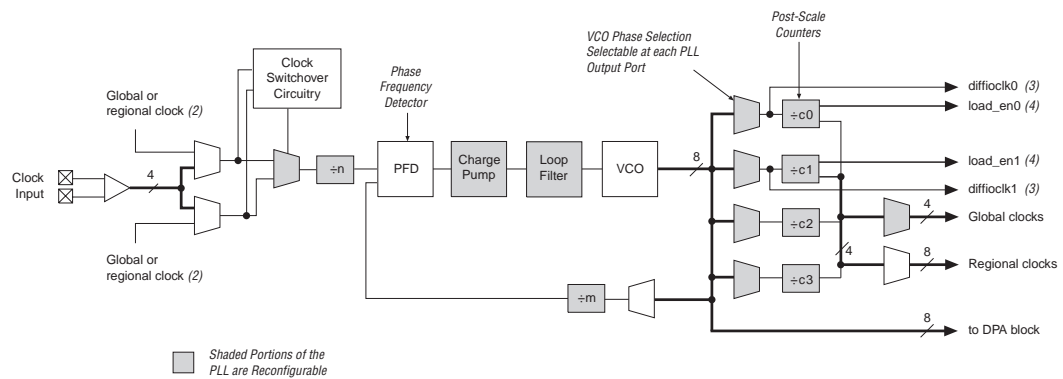 Clock
Switchover
Circuitry
Global or
regional clock (2)
Clock
Input
4
Global or
regional clock (2)
÷n
Phase
Frequency
Detector
PFD
Charge
Pump
Loop
Filter
VCO
8
÷m
VCO Phase Selection
Selectable at each PLL
Output Port
Post-Scale
Counters
÷c0
÷c1
÷c2
÷c3
4
diffioclk0 (3)
load_en0 (4)
load_en1 (4)
diffioclk1 (3)
4
Global clocks
8
Regional clocks
8
to DPA block
Shaded Portions of the
PLL are Reconfigurable